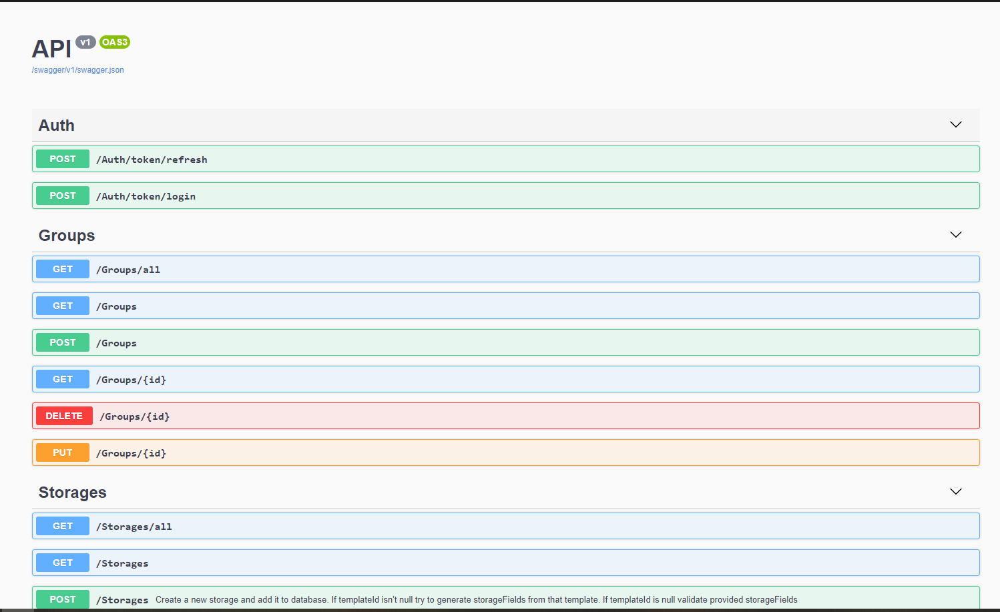 API v1 OAS3
/swagger/v1/swagger.json
Auth
POST /Auth/token/refresh
POST /Auth/token/login
Groups
GET /Groups/all
GET /Groups
POST /Groups
GET /Groups/{id}
DELETE /Groups/{id}
PUT /Groups/{id}
Storages
GET /Storages/all
GET /Storages
POST /Storages Create a new storage and add it to database. If templateId isn't null try to generate storageFields from that template. If templateId is null validate provided storageFields